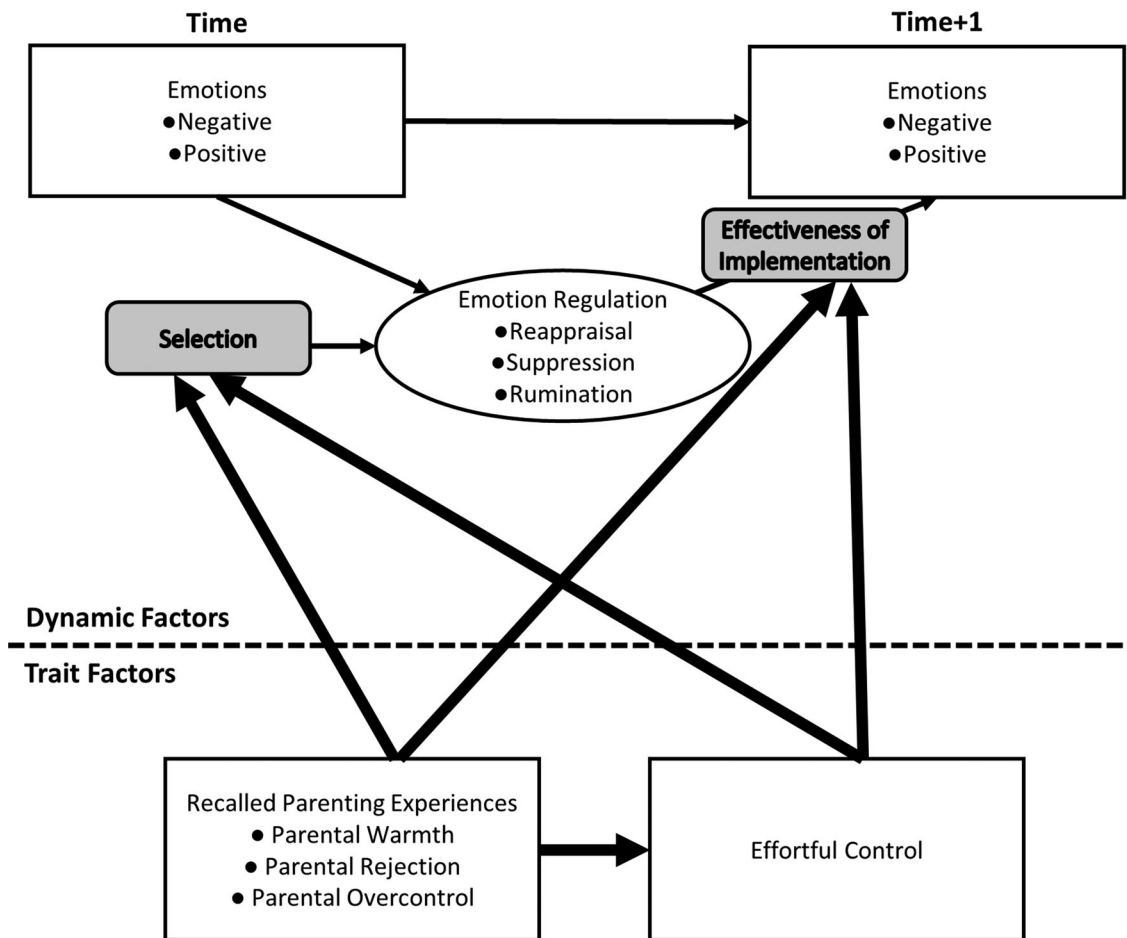 Time
Time+1
Emotions
●Negative
●Positive
Emotions
●Negative
●Positive
Effectiveness of
Implementation
Emotion Regulation
●Reappraisal
●Suppression
●Rumination
Selection
Dynamic Factors
Trait Factors
Recalled Parenting Experiences
● Parental Warmth
● Parental Rejection
● Parental Overcontrol
Effortful Control